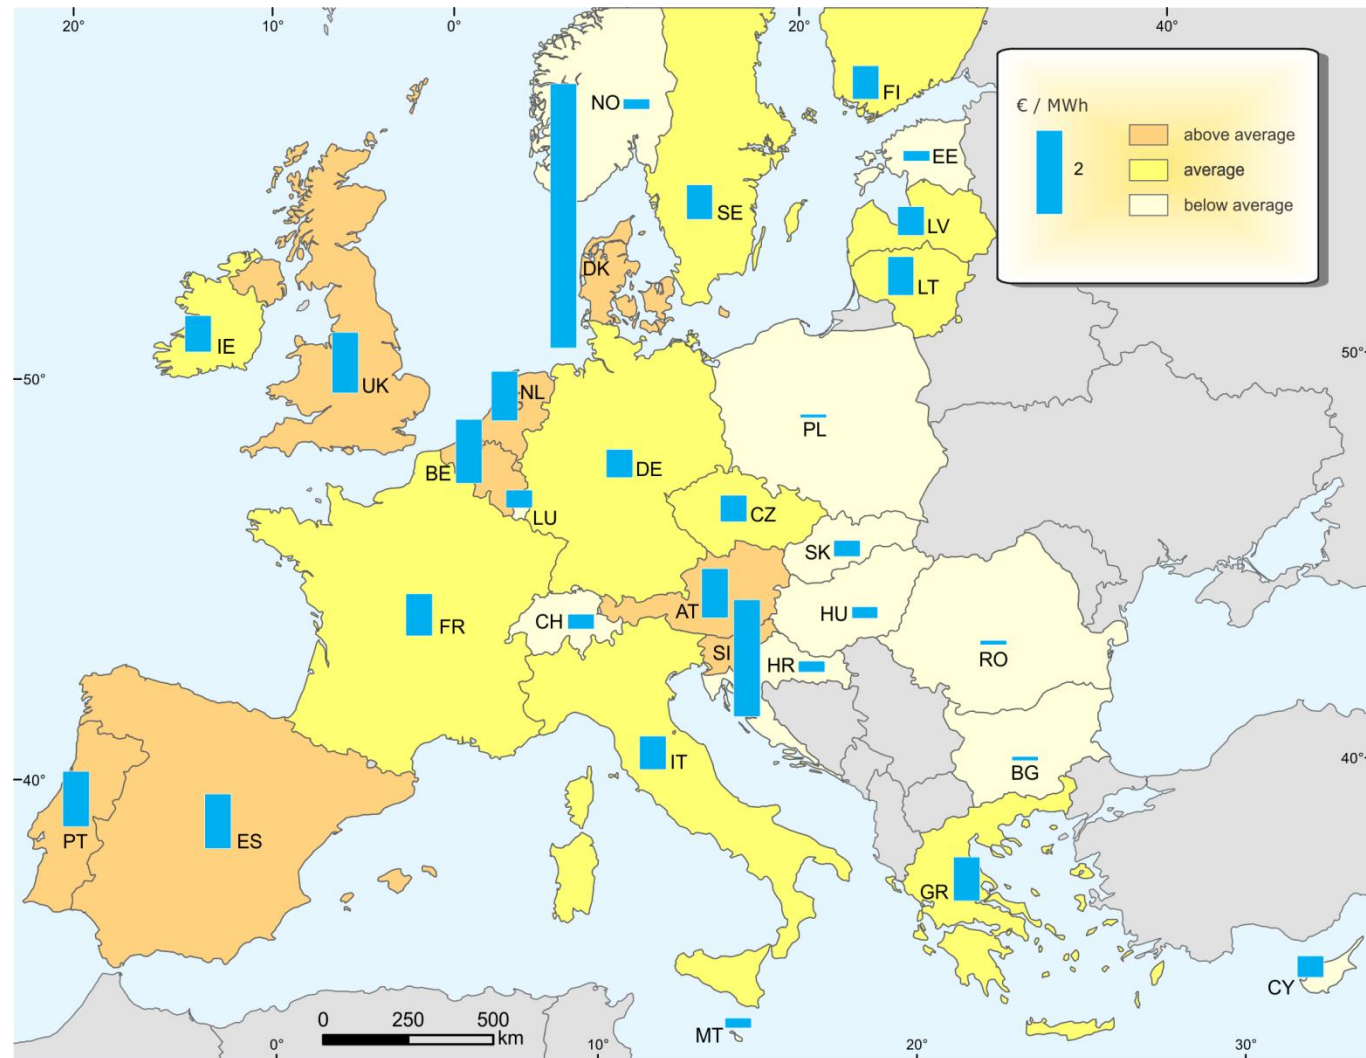 20°
10°
0°
20°
40°
NO
FI
€ / MWh
2
above average
average
below average
EE
SE
LV
DK
LT
IE
UK
50°
50°
NL
PL
BE
DE
LU
CZ
SK
AT
HU
CH
FR
SI
HR
RO
IT
BG
40°
40°
PT
ES
GR
CY
0
250
500
km
MT
0°
10°
20°
30°